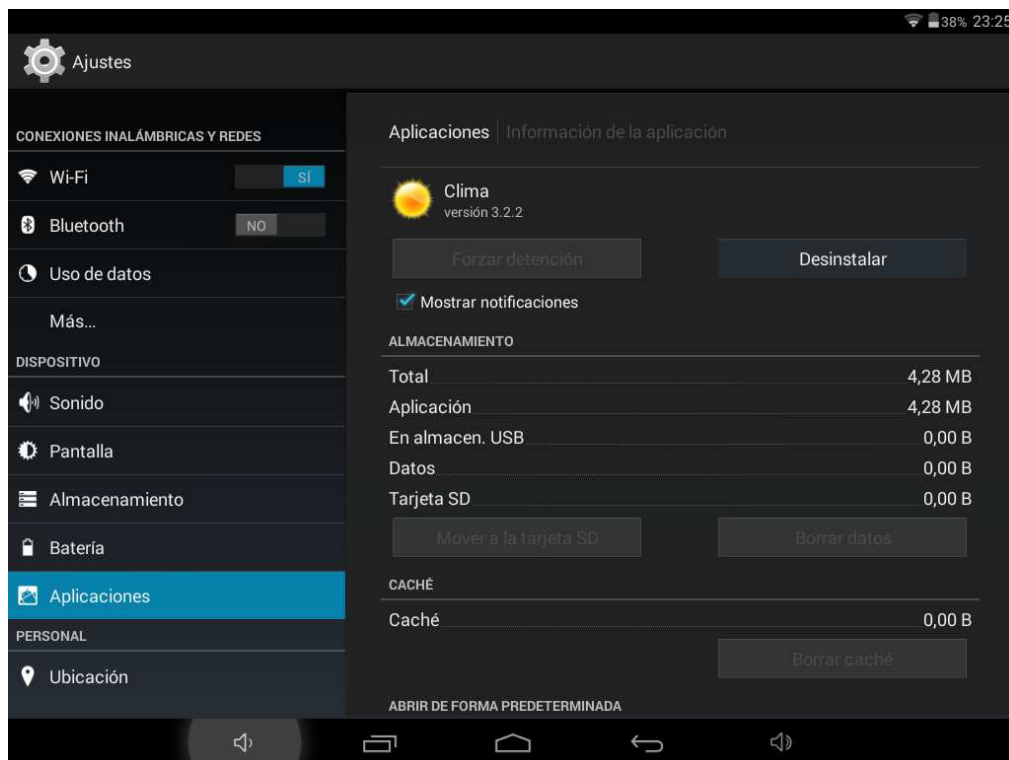 38% 23:25
Ajustes
CONEXIONES INALÁMBRICAS Y REDES
Wi-Fi SÍ
Bluetooth NO
Uso de datos
Más...
DISPOSITIVO
Sonido
Pantalla
Almacenamiento
Batería
Aplicaciones
PERSONAL
Ubicación
Aplicaciones Información de la aplicación
Clima
versión 3.2.2
Forzar detención Desinstalar
Mostrar notificaciones
ALMACENAMIENTO
Total 4,28 MB
Aplicación 4,28 MB
En almacen. USB 0,00 B
Datos 0,00 B
Tarjeta SD 0,00 B
Mover a la tarjeta SD Borrar datos
CACHÉ
Caché 0,00 B
Borrar caché
ABRIR DE FORMA PREDETERMINADA